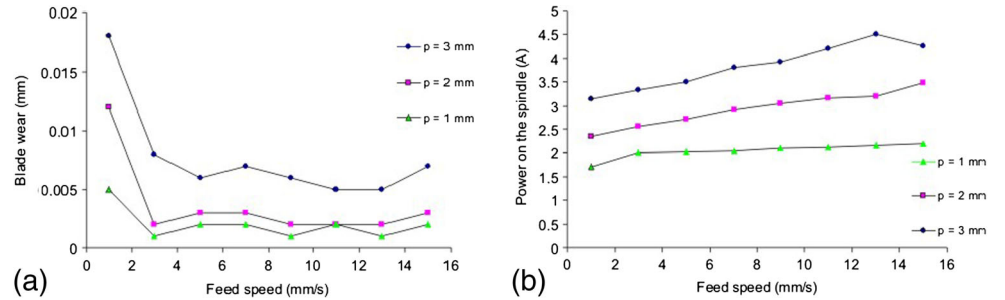 0.02
0.015
0.01
0.005
0
0 2 4 6 8 10 12 14 16
Blade wear (mm)
Feed speed (mm/s)
p = 3 mm
p = 2 mm
p = 1 mm
(a)
5
4.5
4
3.5
3
2.5
2
1.5
1
0.5
0
0 2 4 6 8 10 12 14 16
Power on the spindle (A)
Feed speed (mm/s)
p = 1 mm
p = 2 mm
p = 3 mm
(b)